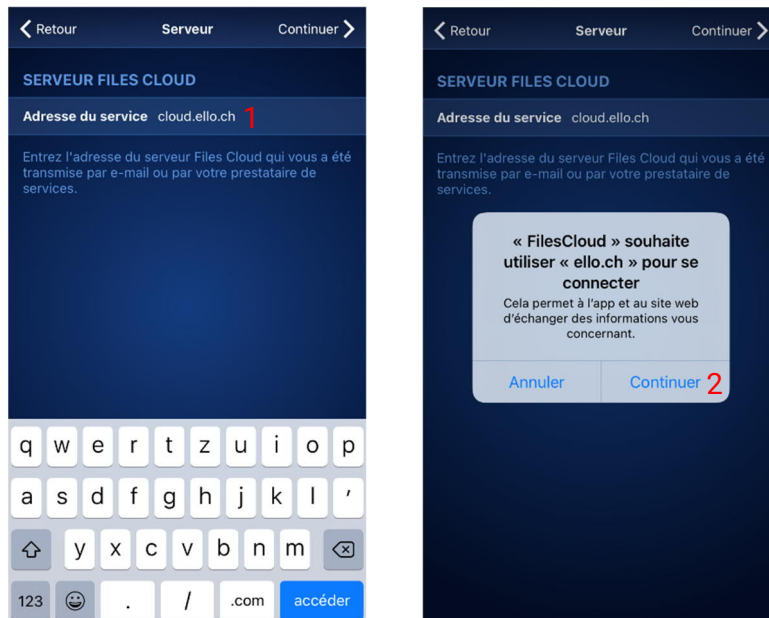 Retour Serveur Continuer
SERVEUR FILES CLOUD
Adresse du service cloud.ello.ch 1
Entrez l'adresse du serveur Files Cloud qui vous a été
transmise par e-mail ou par votre prestataire de
services.
q w e r t z u i o p
a s d f g h j k l '
y x c v b n m
123 . / .com accéder
Retour Serveur Continuer
SERVEUR FILES CLOUD
Adresse du service cloud.ello.ch
Entrez l'adresse du serveur Files Cloud qui vous a été
transmise par e-mail ou par votre prestataire de
services.
« FilesCloud » souhaite
utiliser « ello.ch » pour se
connecter
Cela permet à l'app et au site web
d'échanger des informations vous
concernant.
Annuler Continuer 2